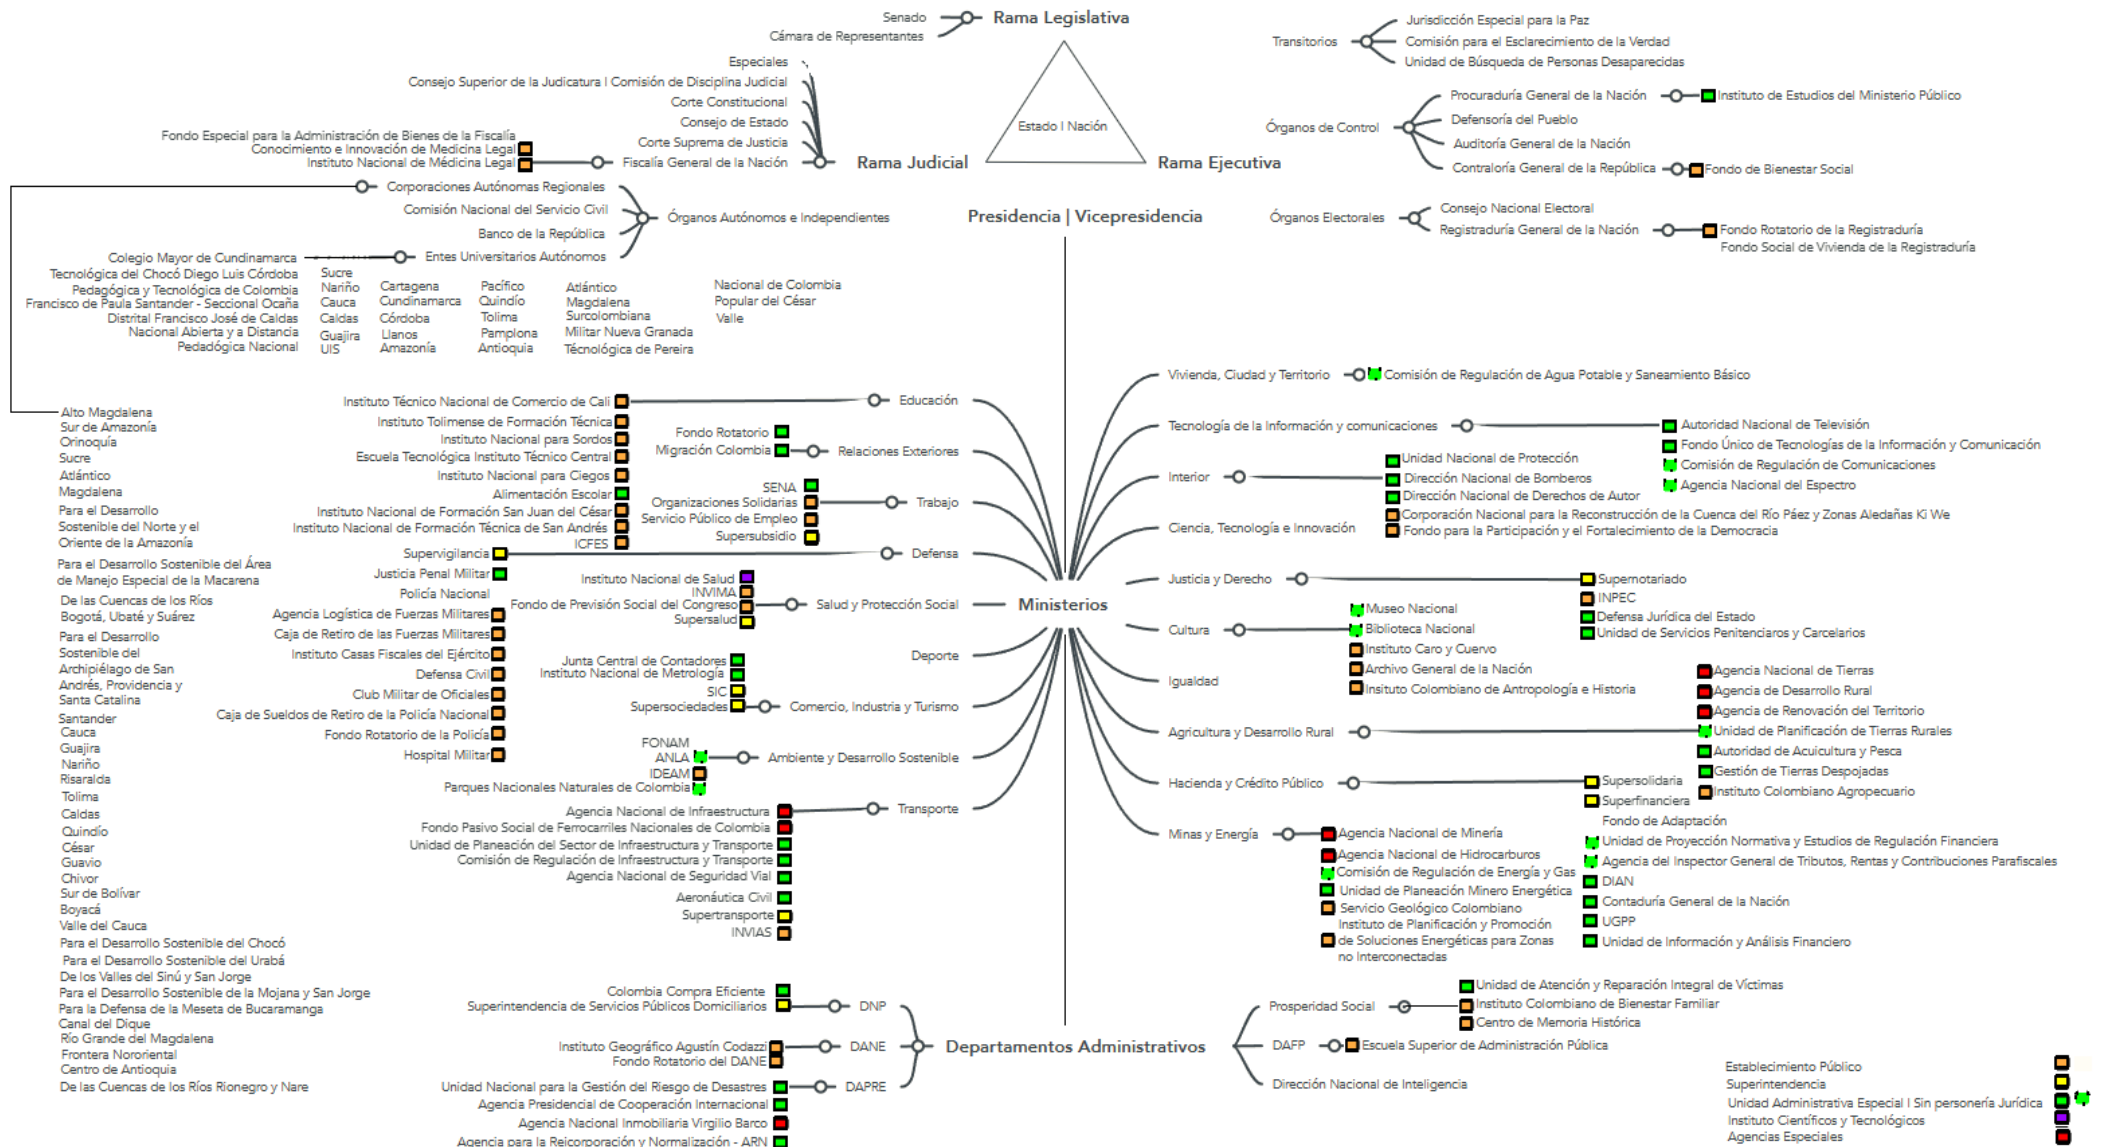 Senado
Cámara de Representantes
Rama Legislativa
Especiales
Consejo Superior de la Judicatura | Comisión de Disciplina Judicial
Corte Constitucional
Consejo de Estado
Corte Suprema de Justicia
Fiscalía General de la Nación
Fondo Especial para la Administración de Bienes de la Fiscalía
Conocimiento e Innovación de Medicina Legal
Instituto Nacional de Médicina Legal
Rama Judicial
Estado | Nación
Rama Ejecutiva
Transitorios
Jurisdicción Especial para la Paz
Comisión para el Esclarecimiento de la Verdad
Unidad de Búsqueda de Personas Desaparecidas
Órganos de Control
Procuraduría General de la Nación
Instituto de Estudios del Ministerio Público
Defensoría del Pueblo
Auditoría General de la Nación
Contraloría General de la República
Fondo de Bienestar Social
Órganos Electorales
Consejo Nacional Electoral
Registraduría General de la Nación
Fondo Rotatorio de la Registraduría
Fondo Social de Vivienda de la Registraduría
Presidencia | Vicepresidencia
Órganos Autónomos e Independientes
Corporaciones Autónomas Regionales
Comisión Nacional del Servicio Civil
Banco de la República
Entes Universitarios Autónomos
Colegio Mayor de Cundinamarca
Tecnológica del Chocó Diego Luis Córdoba
Pedagógica y Tecnológica de Colombia
Francisco de Paula Santander - Seccional Ocaña
Distrital Francisco José de Caldas
Nacional Abierta y a Distancia
Pedadógica Nacional
Sucre
Nariño
Cauca
Caldas
Guajira
UIS
Cartagena
Cundinamarca
Córdoba
Llanos
Amazonía
Pacífico
Quindío
Tolima
Pamplona
Antioquia
Atlántico
Magdalena
Surcolombiana
Militar Nueva Granada
Técnológica de Pereira
Nacional de Colombia
Popular del César
Valle
Alto Magdalena
Sur de Amazonía
Orinoquía
Sucre
Atlántico
Magdalena
Para el Desarrollo
Sostenible del Norte y el
Oriente de la Amazonía
Para el Desarrollo Sostenible del Área
de Manejo Especial de la Macarena
De las Cuencas de los Ríos
Bogotá, Ubaté y Suárez
Para el Desarrollo
Sostenible del
Archipiélago de San
Andrés, Providencia y
Santa Catalina
Santander
Cauca
Guajira
Nariño
Risaralda
Tolima
Caldas
Quindío
César
Guavio
Chivor
Sur de Bolívar
Boyacá
Valle del Cauca
Para el Desarrollo Sostenible del Chocó
Para el Desarrollo Sostenible del Urabá
De los Valles del Sinú y San Jorge
Para el Desarrollo Sostenible de la Mojana y San Jorge
Para la Defensa de la Meseta de Bucaramanga
Canal del Dique
Río Grande del Magdalena
Frontera Nororiental
Centro de Antioquia
De las Cuencas de los Ríos Rionegro y Nare
Ministerios
Educación
Instituto Técnico Nacional de Comercio de Cali
Instituto Tolimense de Formación Técnica
Instituto Nacional para Sordos
Escuela Tecnológica Instituto Técnico Central
Instituto Nacional para Ciegos
Alimentación Escolar
Instituto Nacional de Formación San Juan del César
Instituto Nacional de Formación Técnica de San Andrés
ICFES
Relaciones Exteriores
Fondo Rotatorio
Migración Colombia
Trabajo
SENA
Organizaciones Solidarias
Servicio Público de Empleo
Supersubsidio
Defensa
Supervigilancia
Justicia Penal Militar
Policía Nacional
Agencia Logística de Fuerzas Militares
Caja de Retiro de las Fuerzas Militares
Instituto Casas Fiscales del Ejército
Defensa Civil
Club Militar de Oficiales
Caja de Sueldos de Retiro de la Policía Nacional
Fondo Rotatorio de la Policía
Hospital Militar
Salud y Protección Social
Instituto Nacional de Salud
INVIMA
Fondo de Previsión Social del Congreso
Supersalud
Deporte
Comercio, Industria y Turismo
Junta Central de Contadores
Instituto Nacional de Metrología
SIC
Supersociedades
Ambiente y Desarrollo Sostenible
FONAM
ANLA
IDEAM
Parques Nacionales Naturales de Colombia
Transporte
Agencia Nacional de Infraestructura
Fondo Pasivo Social de Ferrocarriles Nacionales de Colombia
Unidad de Planeación del Sector de Infraestructura y Transporte
Comisión de Regulación de Infraestructura y Transporte
Agencia Nacional de Seguridad Vial
Aeronáutica Civil
Supertransporte
INVIAS
Vivienda, Ciudad y Territorio
Comisión de Regulación de Agua Potable y Saneamiento Básico
Tecnología de la Información y comunicaciones
Autoridad Nacional de Televisión
Fondo Único de Tecnologías de la Información y Comunicación
Comisión de Regulación de Comunicaciones
Agencia Nacional del Espectro
Interior
Unidad Nacional de Protección
Dirección Nacional de Bomberos
Dirección Nacional de Derechos de Autor
Corporación Nacional para la Reconstrucción de la Cuenca del Río Páez y Zonas Aledañas Ki We
Fondo para la Participación y el Fortalecimiento de la Democracia
Ciencia, Tecnología e Innovación
Justicia y Derecho
Supernotariado
INPEC
Defensa Jurídica del Estado
Unidad de Servicios Penitenciaros y Carcelarios
Cultura
Museo Nacional
Biblioteca Nacional
Instituto Caro y Cuervo
Archivo General de la Nación
Insituto Colombiano de Antropología e Historia
Igualdad
Agricultura y Desarrollo Rural
Agencia Nacional de Tierras
Agencia de Desarrollo Rural
Agencia de Renovación del Territorio
Unidad de Planificación de Tierras Rurales
Autoridad de Acuicultura y Pesca
Gestión de Tierras Despojadas
Instituto Colombiano Agropecuario
Hacienda y Crédito Público
Supersolidaria
Superfinanciera
Fondo de Adaptación
Unidad de Proyección Normativa y Estudios de Regulación Financiera
Agencia del Inspector General de Tributos, Rentas y Contribuciones Parafiscales
DIAN
Contaduría General de la Nación
UGPP
Unidad de Información y Análisis Financiero
Minas y Energía
Agencia Nacional de Minería
Agencia Nacional de Hidrocarburos
Comisión de Regulación de Energía y Gas
Unidad de Planeación Minero Energética
Servicio Geológico Colombiano
Instituto de Planificación y Promoción
de Soluciones Energéticas para Zonas
no Interconectadas
Departamentos Administrativos
DNP
Colombia Compra Eficiente
Superintendencia de Servicios Públicos Domiciliarios
DANE
Instituto Geográfico Agustín Codazzi
Fondo Rotatorio del DANE
DAPRE
Unidad Nacional para la Gestión del Riesgo de Desastres
Agencia Presidencial de Cooperación Internacional
Agencia Nacional Inmobiliaria Virgilio Barco
Agencia para la Reicorporación y Normalización - ARN
Prosperidad Social
Unidad de Atención y Reparación Integral de Víctimas
Instituto Colombiano de Bienestar Familiar
Centro de Memoria Histórica
DAFP
Escuela Superior de Administración Pública
Dirección Nacional de Inteligencia
Establecimiento Público
Superintendencia
Unidad Administrativa Especial | Sin personería Jurídica
Instituto Científicos y Tecnológicos
Agencias Especiales